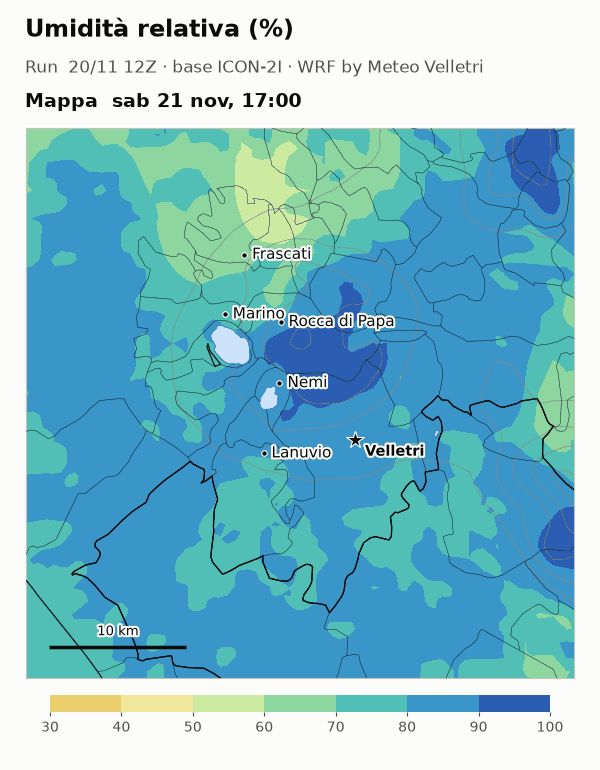 Umidità relativa (%)
Run  20/11 12Z · base ICON-2I · WRF by Meteo Velletri
Mappa  sab 21 nov, 17:00
Frascati
Marino
Rocca di Papa
Nemi
Velletri
Lanuvio
10 km
30 40 50 60 70 80 90 100